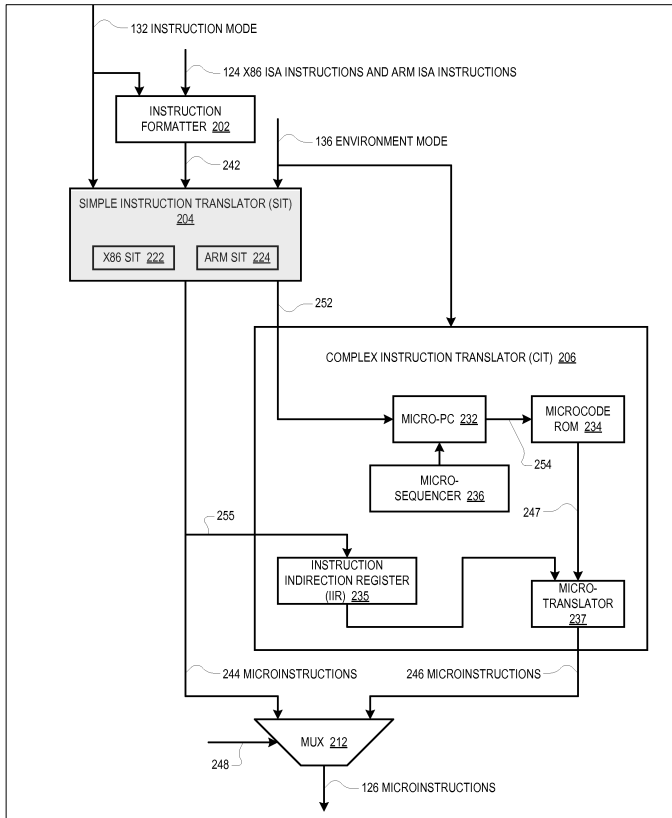 132 INSTRUCTION MODE
124 X86 ISA INSTRUCTIONS AND ARM ISA INSTRUCTIONS
INSTRUCTION
FORMATTER 202
136 ENVIRONMENT MODE
242
SIMPLE INSTRUCTION TRANSLATOR (SIT)
204
X86 SIT 222
ARM SIT 224
252
COMPLEX INSTRUCTION TRANSLATOR (CIT) 206
MICRO-PC 232
MICROCODE
ROM 234
254
MICRO-
SEQUENCER 236
247
255
INSTRUCTION
INDIRECTION REGISTER
(IIR) 235
MICRO-
TRANSLATOR
237
244 MICROINSTRUCTIONS
246 MICROINSTRUCTIONS
MUX 212
248
126 MICROINSTRUCTIONS